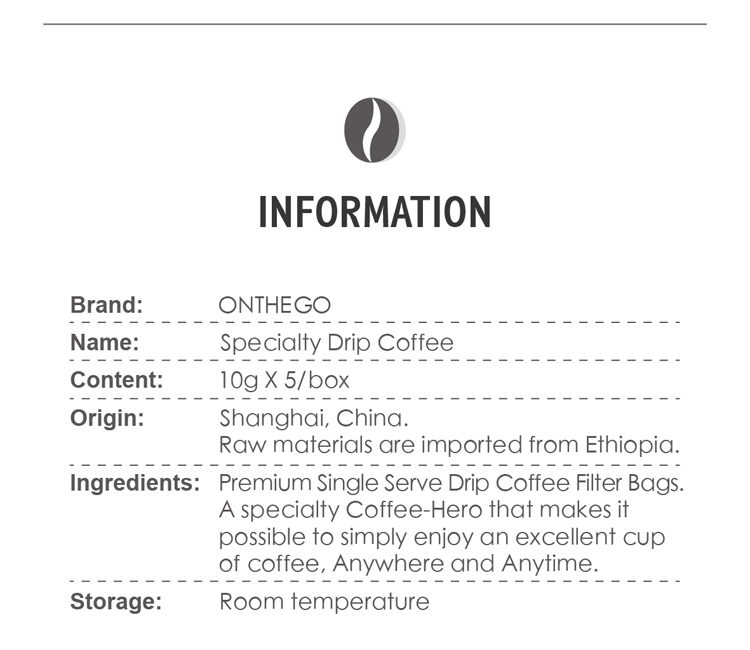 INFORMATION
Brand: ONTHEGO
Name: Specialty Drip Coffee
Content: 10g X 5/box
Origin: Shanghai, China.
Raw materials are imported from Ethiopia.
Ingredients: Premium Single Serve Drip Coffee Filter Bags.
A specialty Coffee-Hero that makes it
possible to simply enjoy an excellent cup
of coffee, Anywhere and Anytime.
Storage: Room temperature